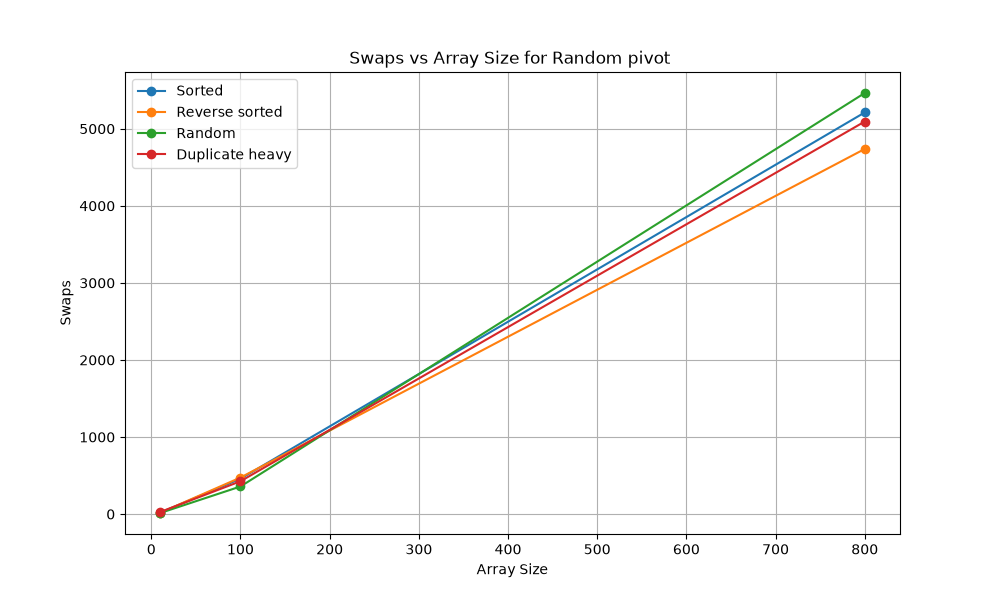 Swaps vs Array Size for Random pivot
Sorted
Reverse sorted
Random
Duplicate heavy
5000
4000
3000
2000
1000
0
Swaps
0 100 200 300 400 500 600 700 800
Array Size